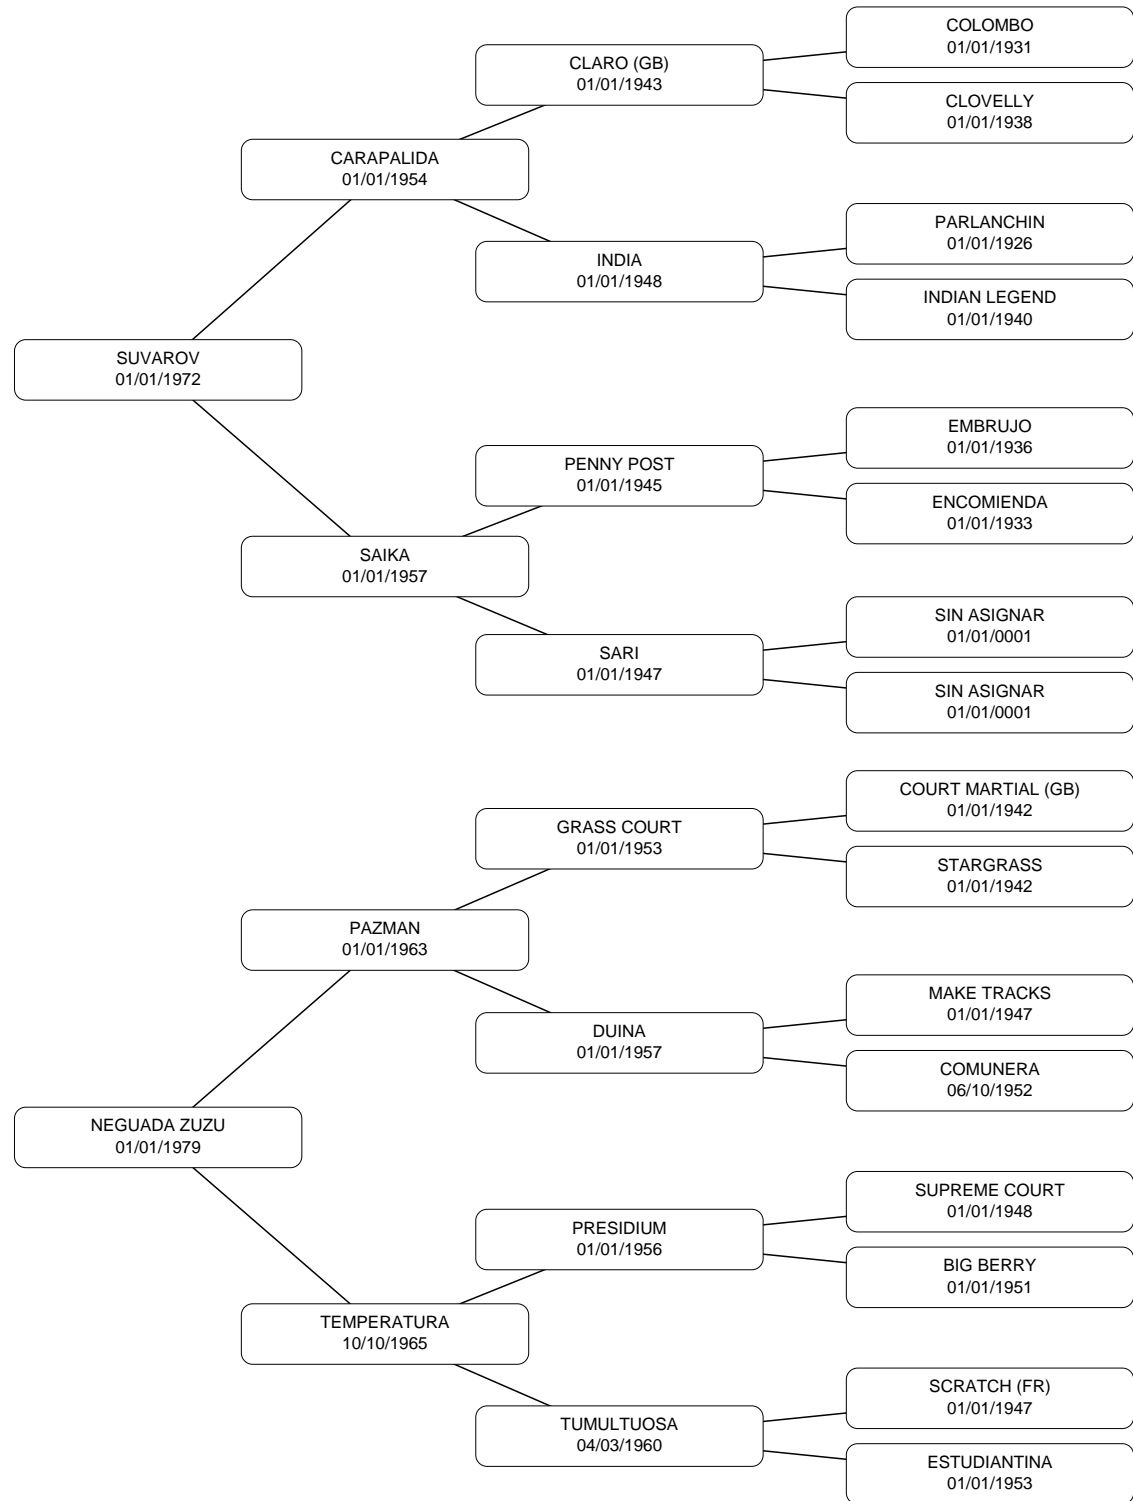 COLOMBO
01/01/1931
CLARO (GB)
01/01/1943
CLOVELLY
01/01/1938
CARAPALIDA
01/01/1954
PARLANCHIN
01/01/1926
INDIA
01/01/1948
INDIAN LEGEND
01/01/1940
SUVAROV
01/01/1972
EMBRUJO
01/01/1936
PENNY POST
01/01/1945
ENCOMIENDA
01/01/1933
SAIKA
01/01/1957
SIN ASIGNAR
01/01/0001
SARI
01/01/1947
SIN ASIGNAR
01/01/0001
COURT MARTIAL (GB)
01/01/1942
GRASS COURT
01/01/1953
STARGRASS
01/01/1942
PAZMAN
01/01/1963
MAKE TRACKS
01/01/1947
DUINA
01/01/1957
COMUNERA
06/10/1952
NEGUADA ZUZU
01/01/1979
SUPREME COURT
01/01/1948
PRESIDIUM
01/01/1956
BIG BERRY
01/01/1951
TEMPERATURA
10/10/1965
SCRATCH (FR)
01/01/1947
TUMULTUOSA
04/03/1960
ESTUDIANTINA
01/01/1953